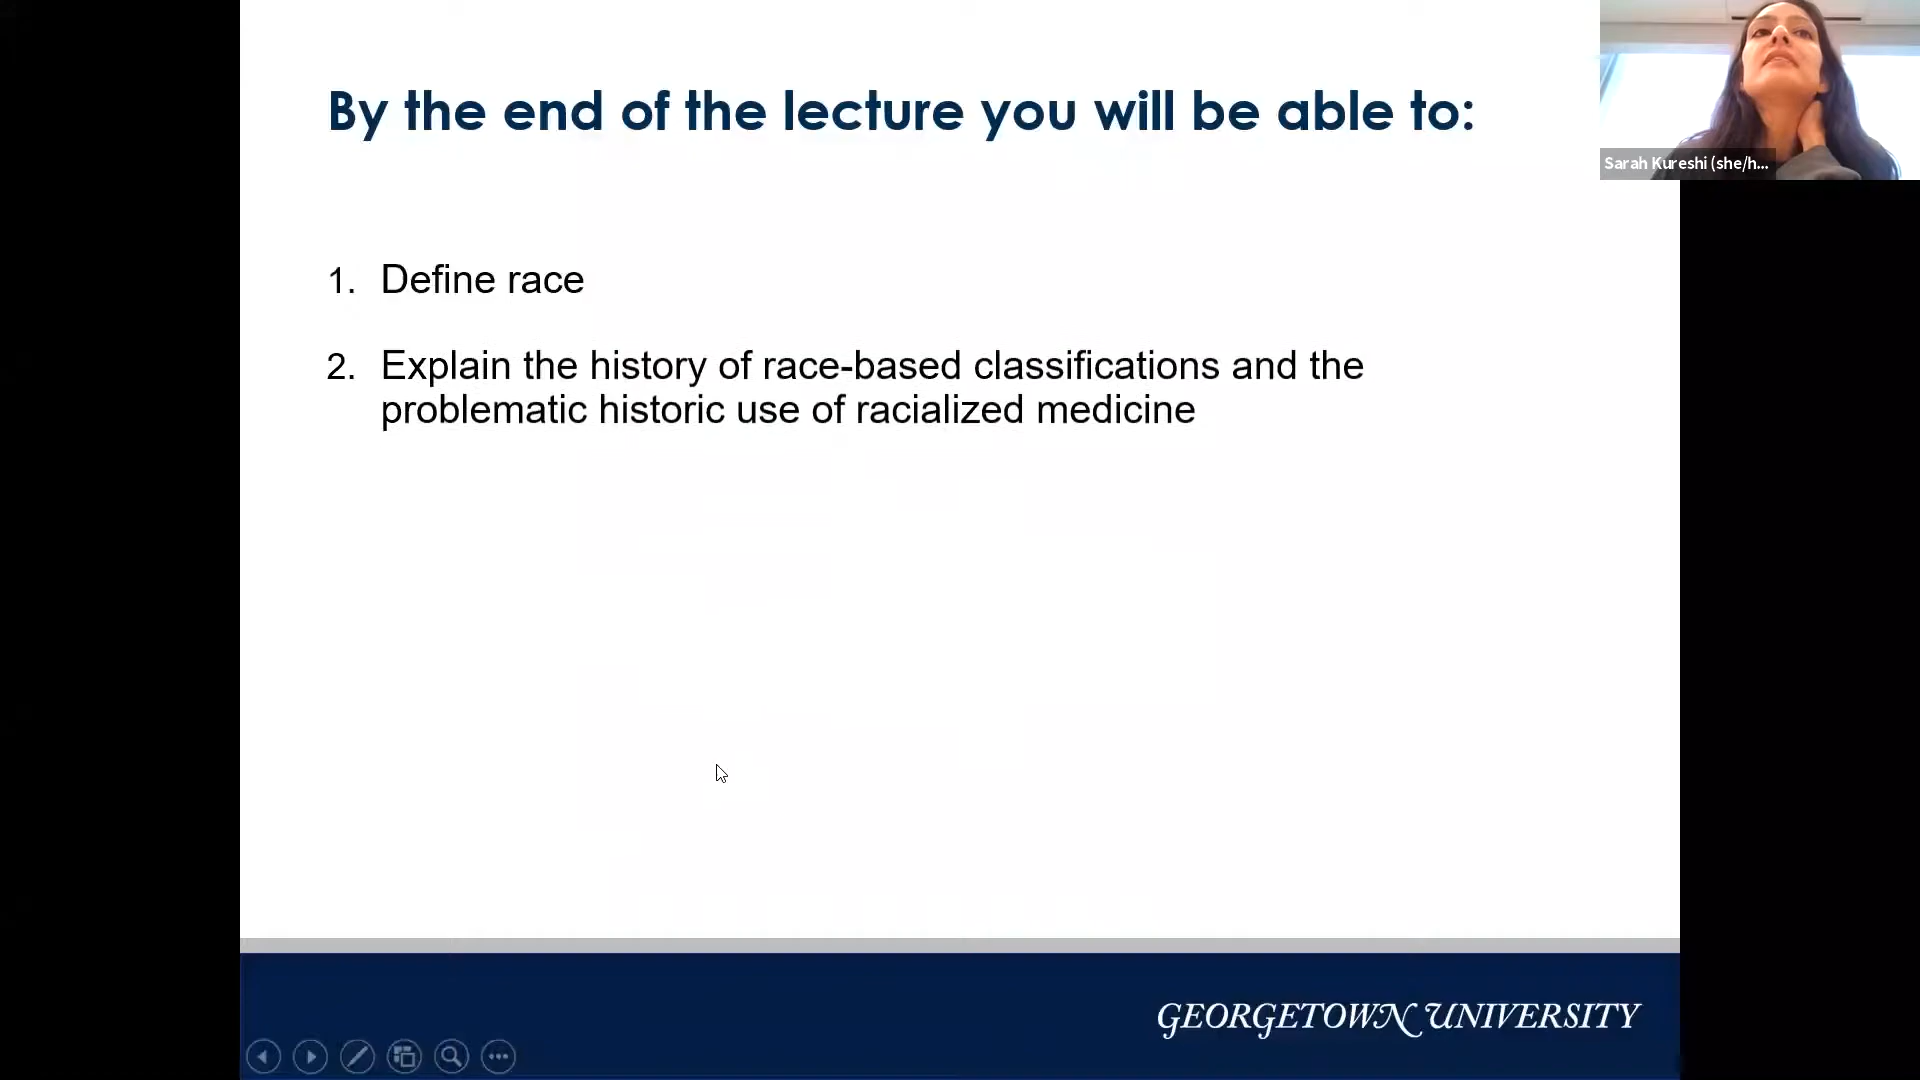 By the end of the lecture you will be able to:
Sarah Kureshi (she/h...
1. Define race
2. Explain the history of race-based classifications and the
problematic historic use of racialized medicine
GEORGETOWN UNIVERSITY